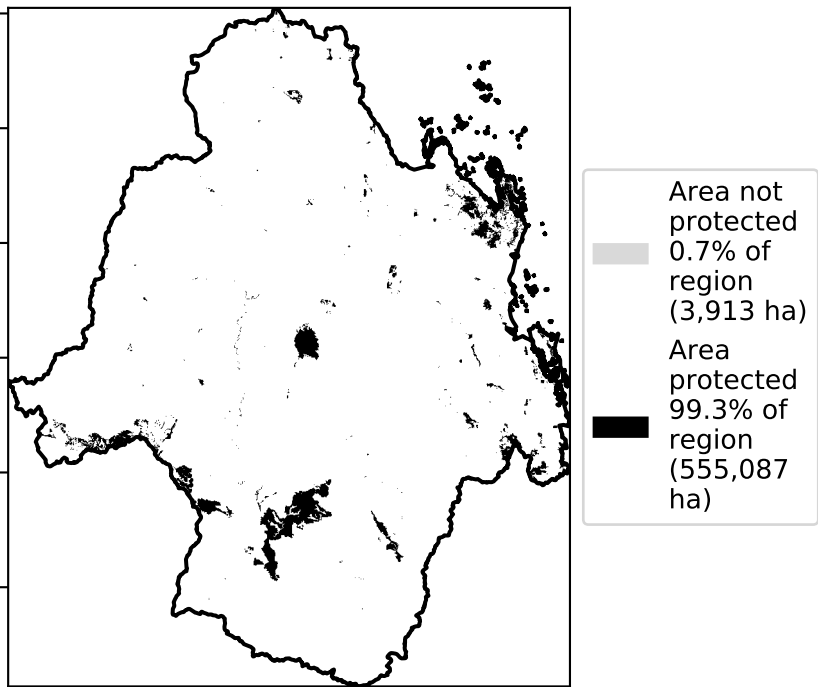 Area not
protected
0.7% of
region
(3,913 ha)
Area
protected
99.3% of
region
(555,087
ha)